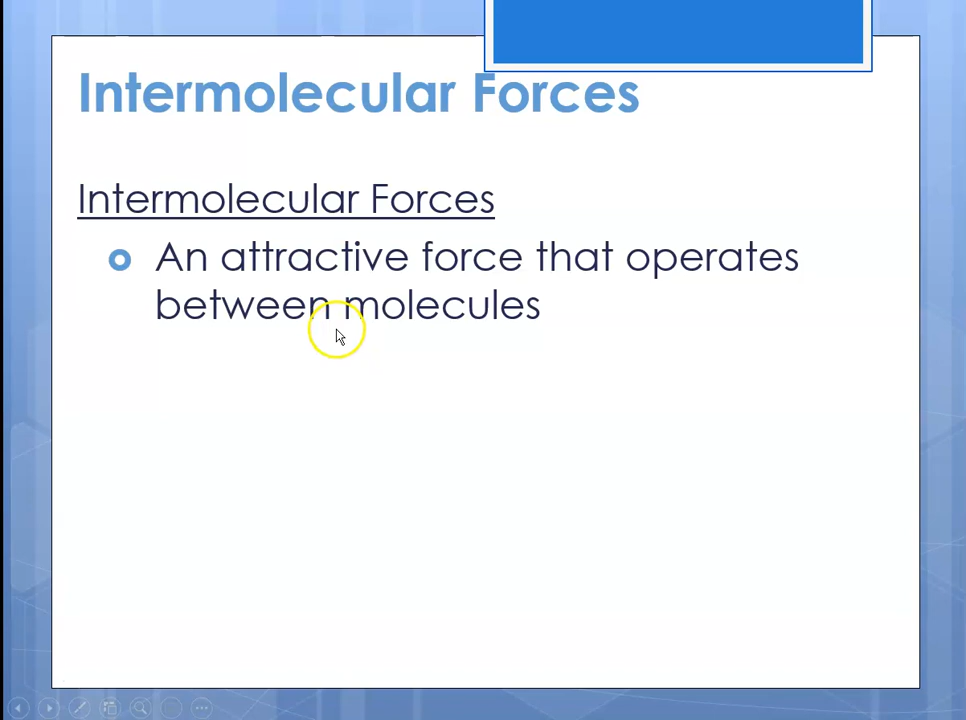 Intermolecular Forces
Intermolecular Forces
An attractive force that operates
between molecules